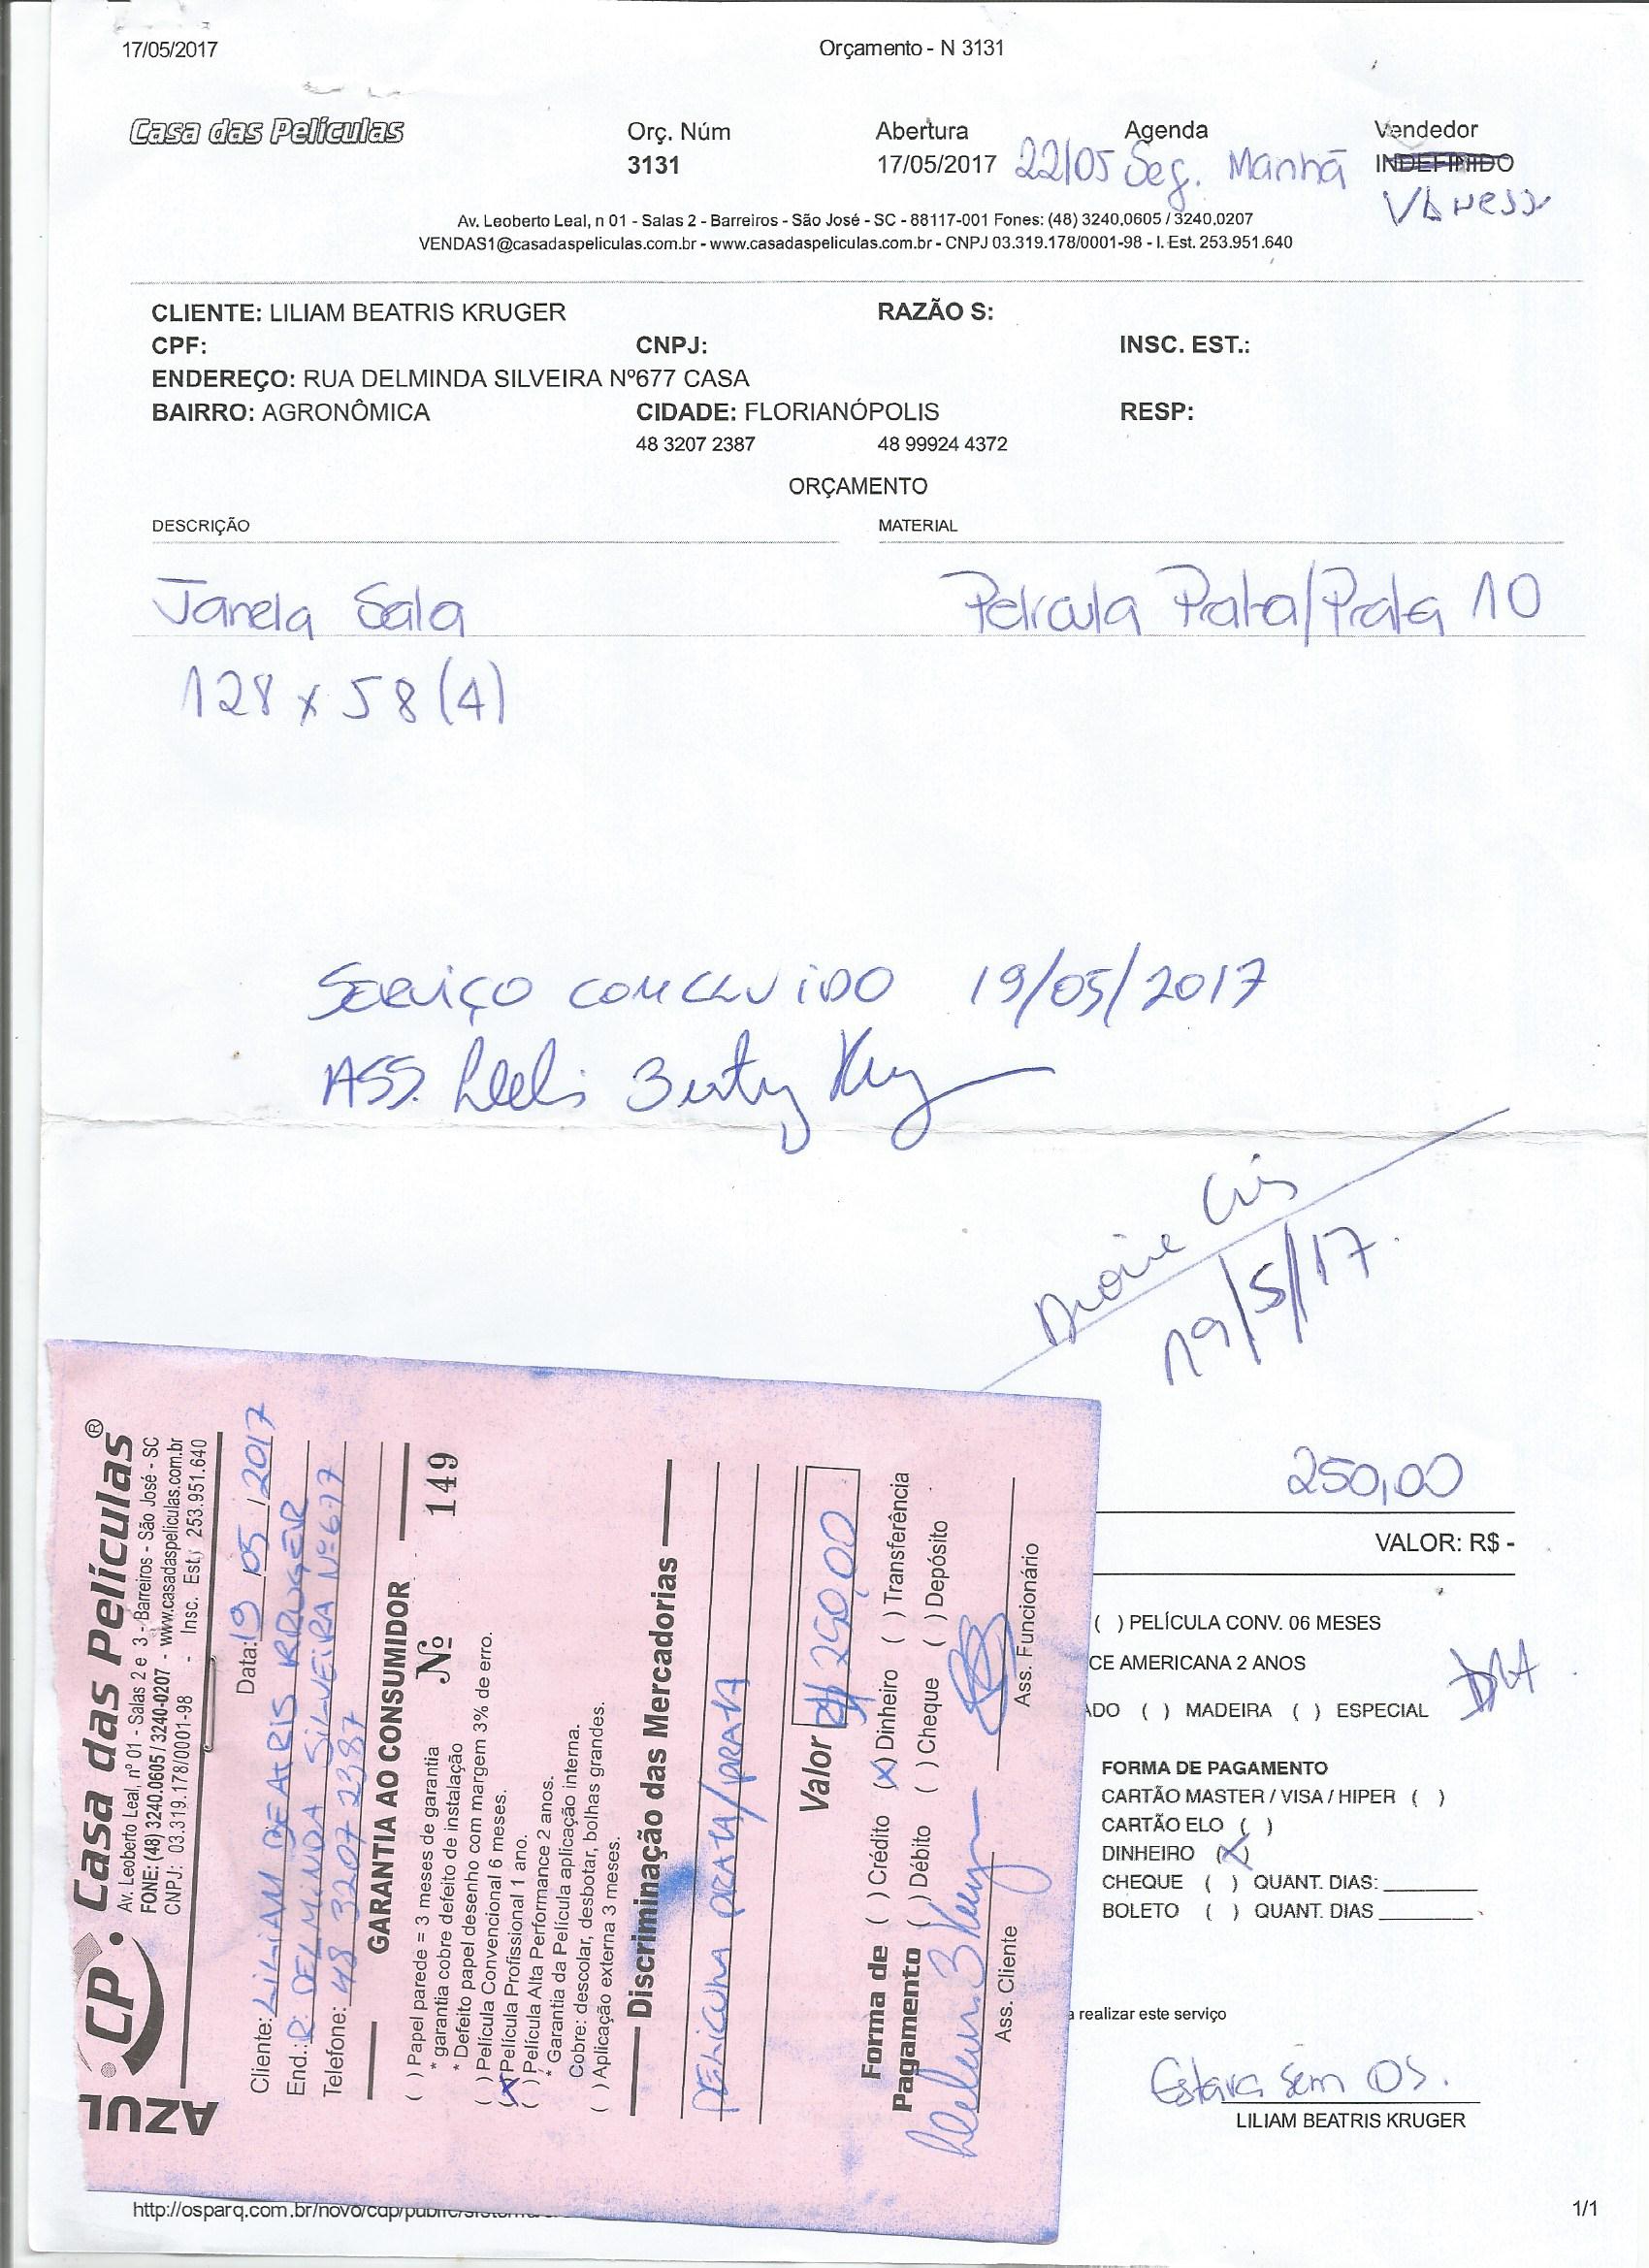 17/05/2017 Orçamento - N 3131
Casa das Películas Orç. Núm Abertura Agenda Vendedor
3131 17/05/2017 22/05 Seg. Manhã INDEFINIDO
Vanessa
Av. Leoberto Leal, n 01 - Salas 2 - Barreiros - São José - SC - 88117-001 Fones: (48) 3240.0605 / 3240.0207
VENDAS1@casadaspeliculas.com.br - www.casadaspeliculas.com.br - CNPJ 03.319.178/0001-98 - I. Est. 253.951.640
CLIENTE: LILIAM BEATRIS KRUGER RAZÃO S:
CPF: CNPJ: INSC. EST.:
ENDEREÇO: RUA DELMINDA SILVEIRA Nº677 CASA
BAIRRO: AGRONÔMICA CIDADE: FLORIANÓPOLIS RESP:
48 3207 2387 48 99924 4372
ORÇAMENTO
DESCRIÇÃO MATERIAL
Janela Sala Pelicula Prata/Prata 10
128 x 58 (4)
SERVIÇO CONCLUIDO 19/05/2017
ASS.
19/5/17.
250,00
VALOR: R$ -
( ) PELÍCULA CONV. 06 MESES
CE AMERICANA 2 ANOS
ADO ( ) MADEIRA ( ) ESPECIAL
FORMA DE PAGAMENTO
CARTÃO MASTER / VISA / HIPER ( )
CARTÃO ELO ( )
DINHEIRO (X)
CHEQUE ( ) QUANT. DIAS:
BOLETO ( ) QUANT. DIAS
a realizar este serviço
Estava sem OS.
LILIAM BEATRIS KRUGER
AZUL
CP. Casa das Películas®
Av. Leoberto Leal, nº 01 - Salas 2 e 3 - Barreiros - São José - SC
FONE: (48) 3240.0605 / 3240-0207 - www.casadaspeliculas.com.br
CNPJ: 03.319.178/0001-98 - Insc. Est. 253.951.640
Data: 19 / 05 / 2017
Cliente: LILIAM BEATRIS KRUGER
End.: R: DELMINDA SILVEIRA Nº 677
Telefone: 48 3207 2387
GARANTIA AO CONSUMIDOR
( ) Papel parede = 3 meses de garantia
* garantia cobre defeito de instalação Nº 149
* Defeito papel desenho com margem 3% de erro.
( ) Película Convencional 6 meses.
(X) Película Profissional 1 ano.
( ) Película Alta Performance 2 anos.
* Garantia da Película aplicação interna.
Cobre: descolar, desbotar, bolhas grandes.
( ) Aplicação externa 3 meses.
Discriminação das Mercadorias
PELICULA PRATA/PRATA
Valor 250,00
Forma de Pagamento ( ) Crédito (X) Dinheiro ( ) Transferência
( ) Débito ( ) Cheque ( ) Depósito
Ass. Cliente Ass. Funcionário
http://osparq.com.br/novo/cdp/public/sistema 1/1